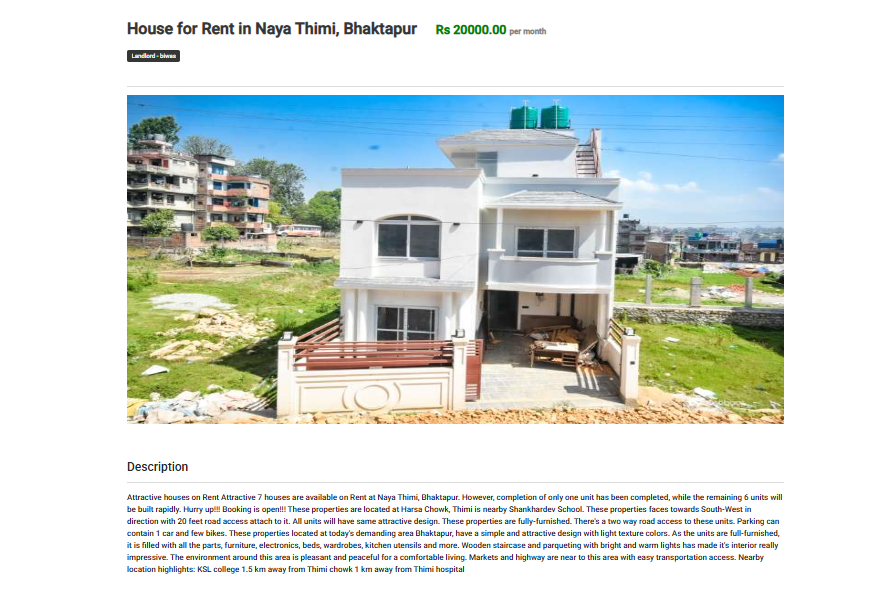 House for Rent in Naya Thimi, Bhaktapur Rs 20000.00 per month
Landlord - biwas
Description
Attractive houses on Rent Attractive 7 houses are available on Rent at Naya Thimi, Bhaktapur. However, completion of only one unit has been completed, while the remaining 6 units will
be built rapidly. Hurry up!!! Booking is open!!! These properties are located at Harsa Chowk, Thimi is nearby Shankhardev School. These properties faces towards South-West in
direction with 20 feet road access attach to it. All units will have same attractive design. These properties are fully-furnished. There's a two way road access to these units. Parking can
contain 1 car and few bikes. These properties located at today's demanding area Bhaktapur, have a simple and attractive design with light texture colors. As the units are full-furnished,
it is filled with all the parts, furniture, electronics, beds, wardrobes, kitchen utensils and more. Wooden staircase and parqueting with bright and warm lights has made it's interior really
impressive. The environment around this area is pleasant and peaceful for a comfortable living. Markets and highway are near to this area with easy transportation access. Nearby
location highlights: KSL college 1.5 km away from Thimi chowk 1 km away from Thimi hospital